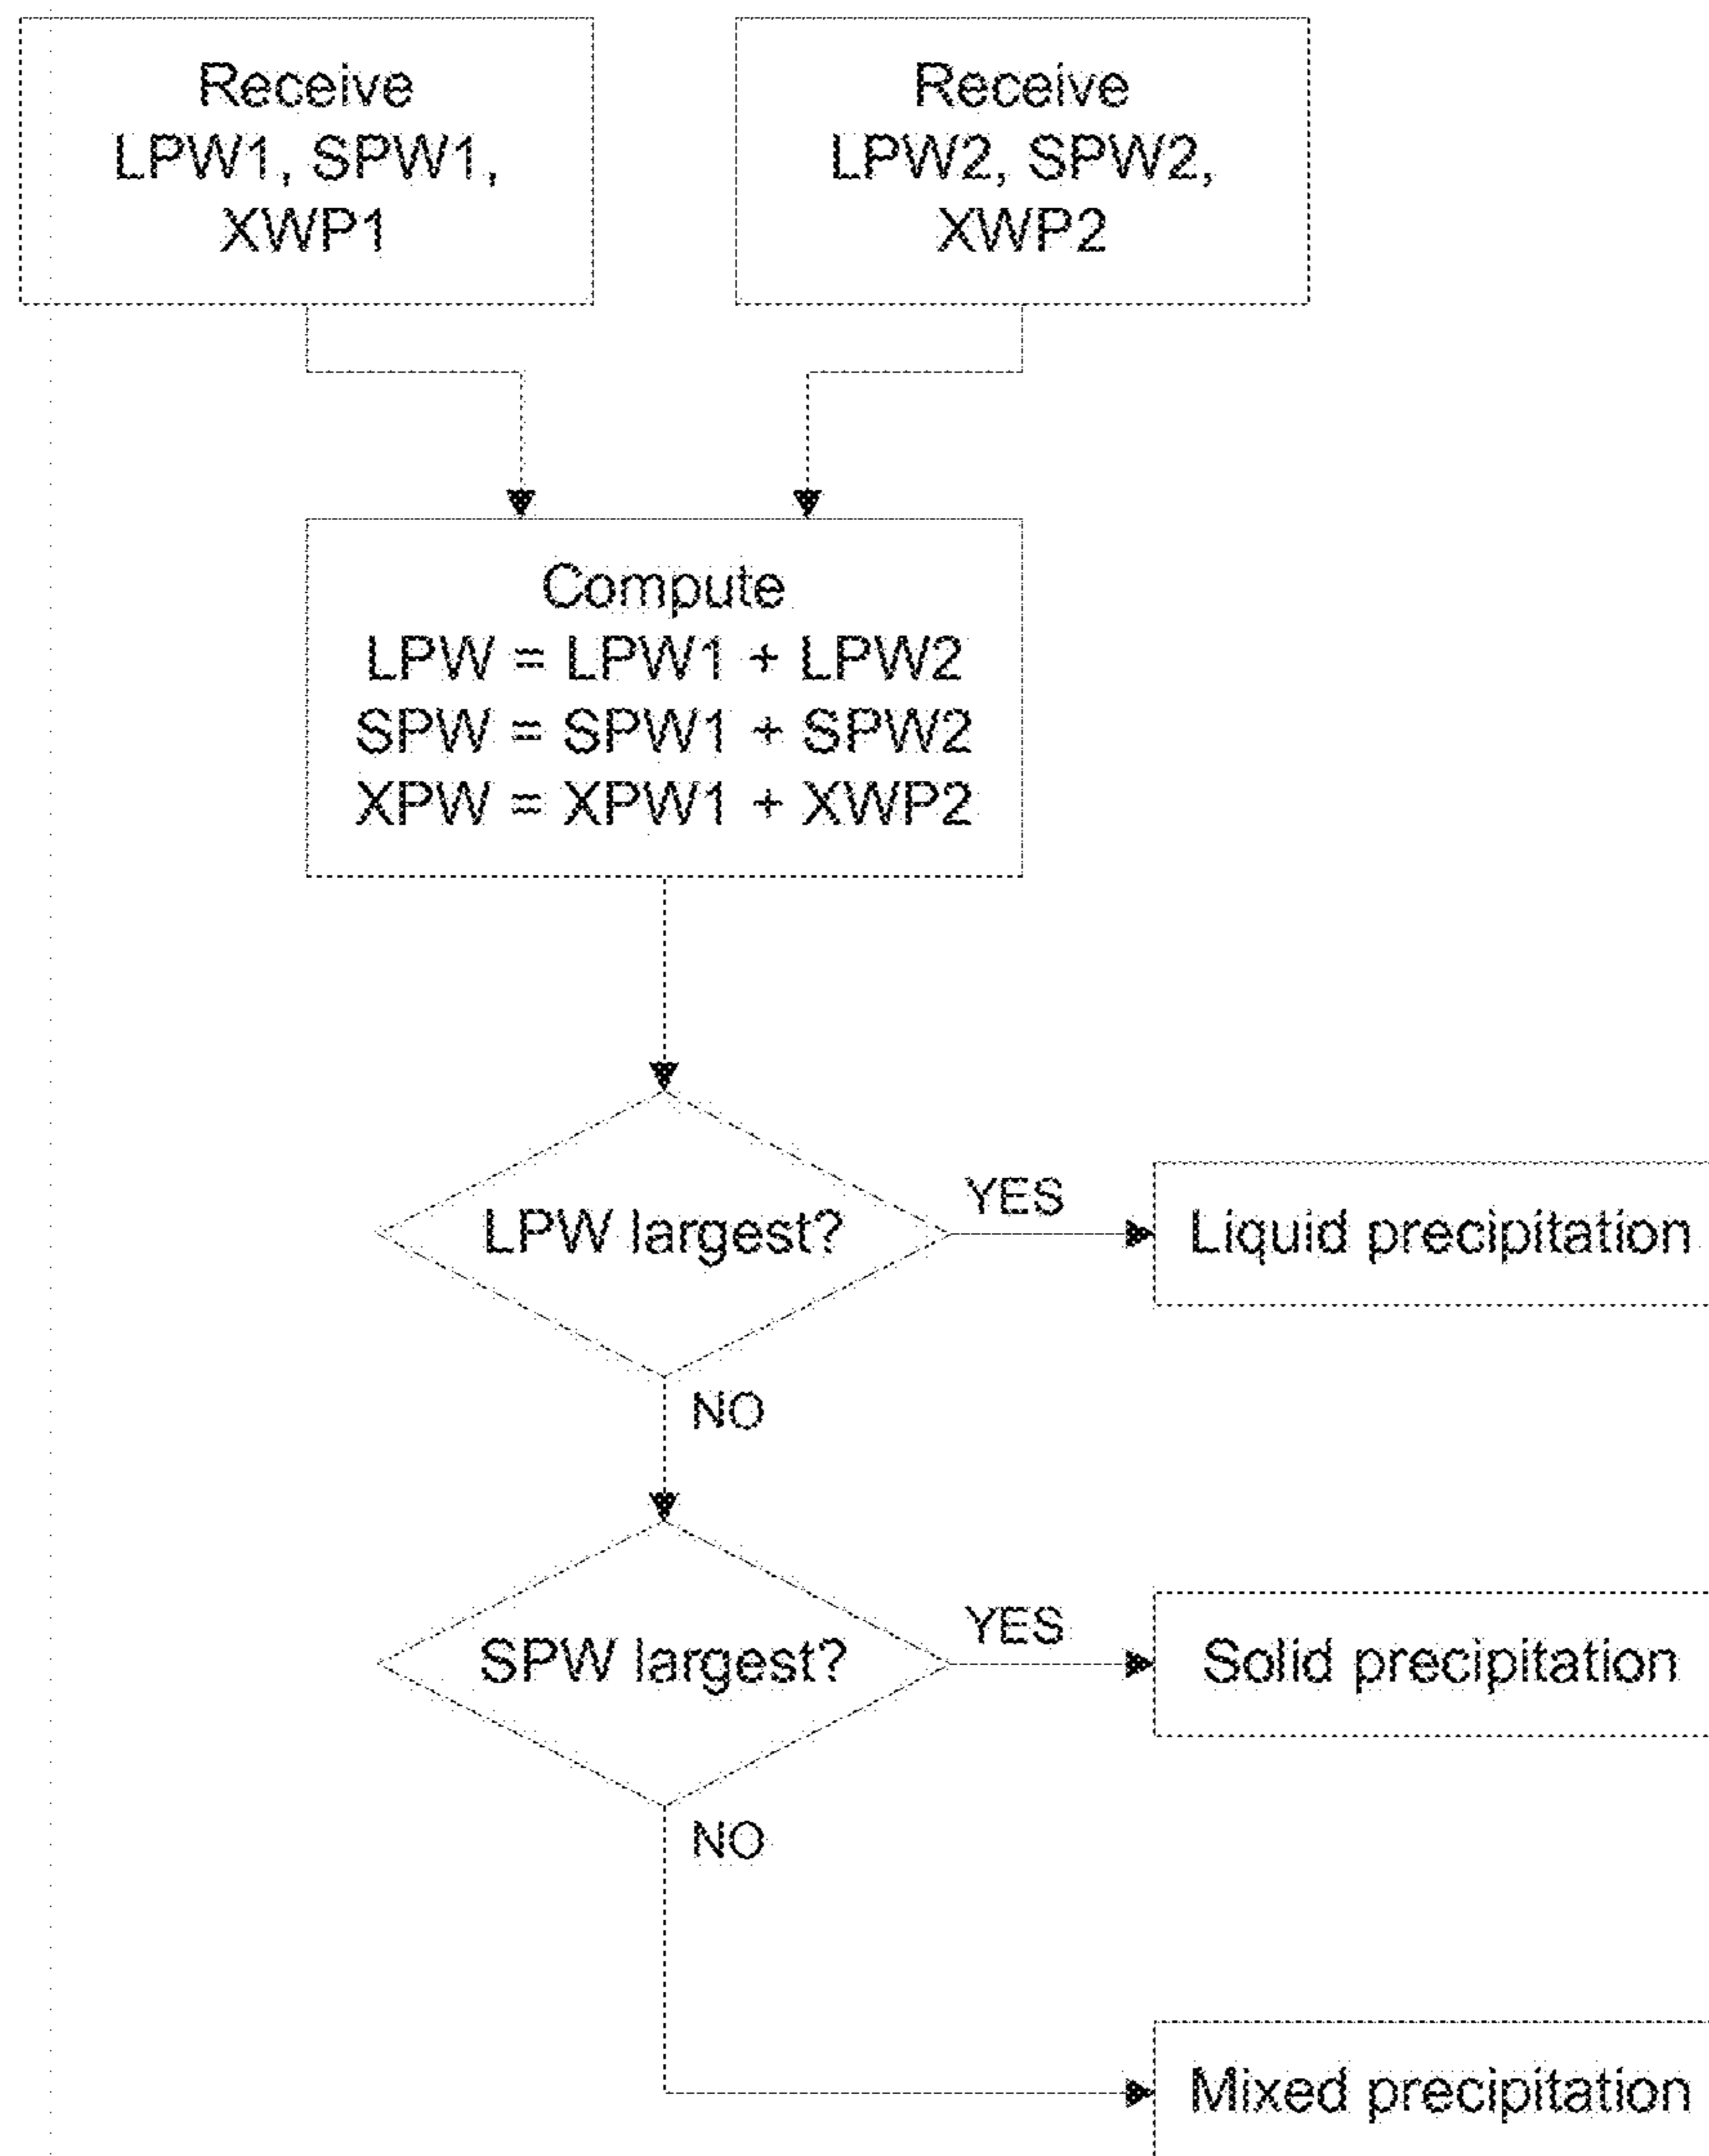 Receive
LPW1, SPW1,
XWP1
Receive
LPW2, SPW2,
XWP2
Compute
LPW = LPW1 + LPW2
SPW = SPW1 + SPW2
XPW = XPW1 + XWP2
LPW largest?
YES
Liquid precipitation
NO
SPW largest?
YES
Solid precipitation
NO
Mixed precipitation